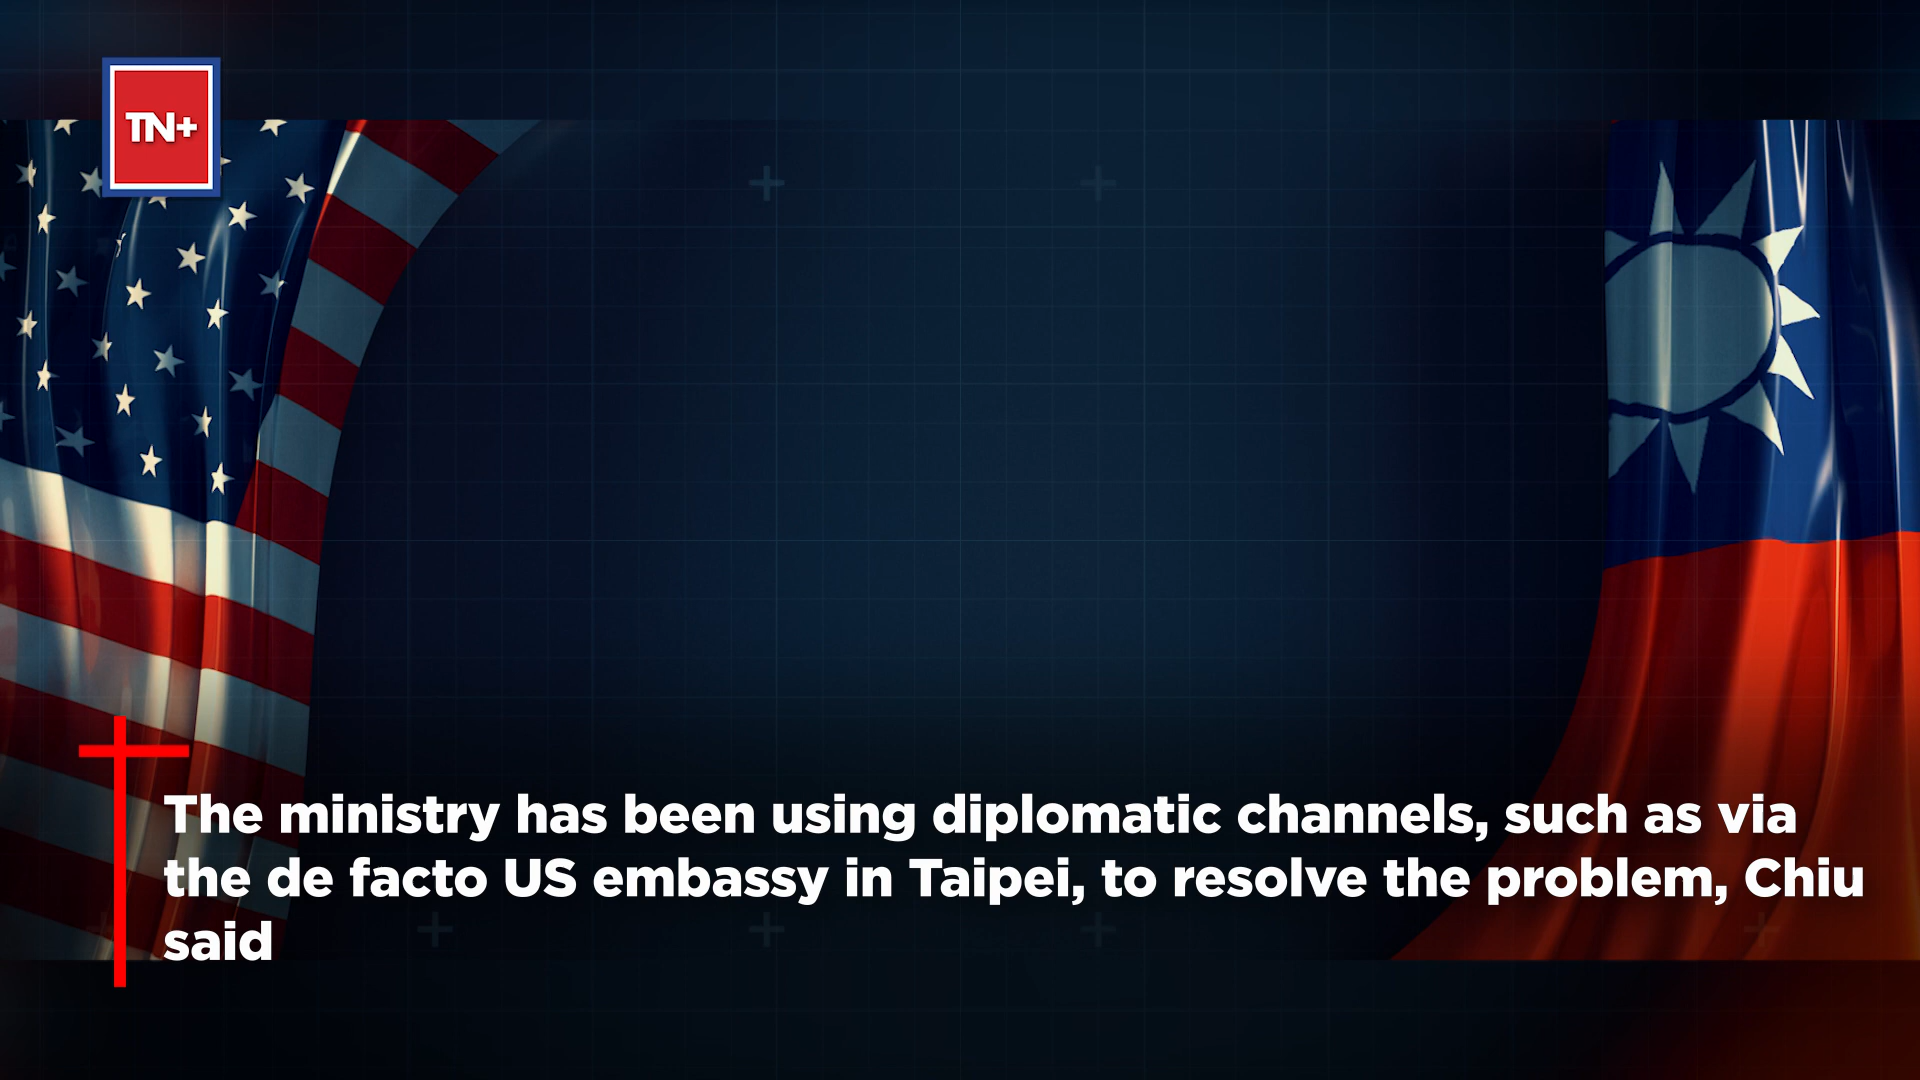 TN+
The ministry has been using diplomatic channels, such as via
the de facto US embassy in Taipei, to resolve the problem, Chiu
said